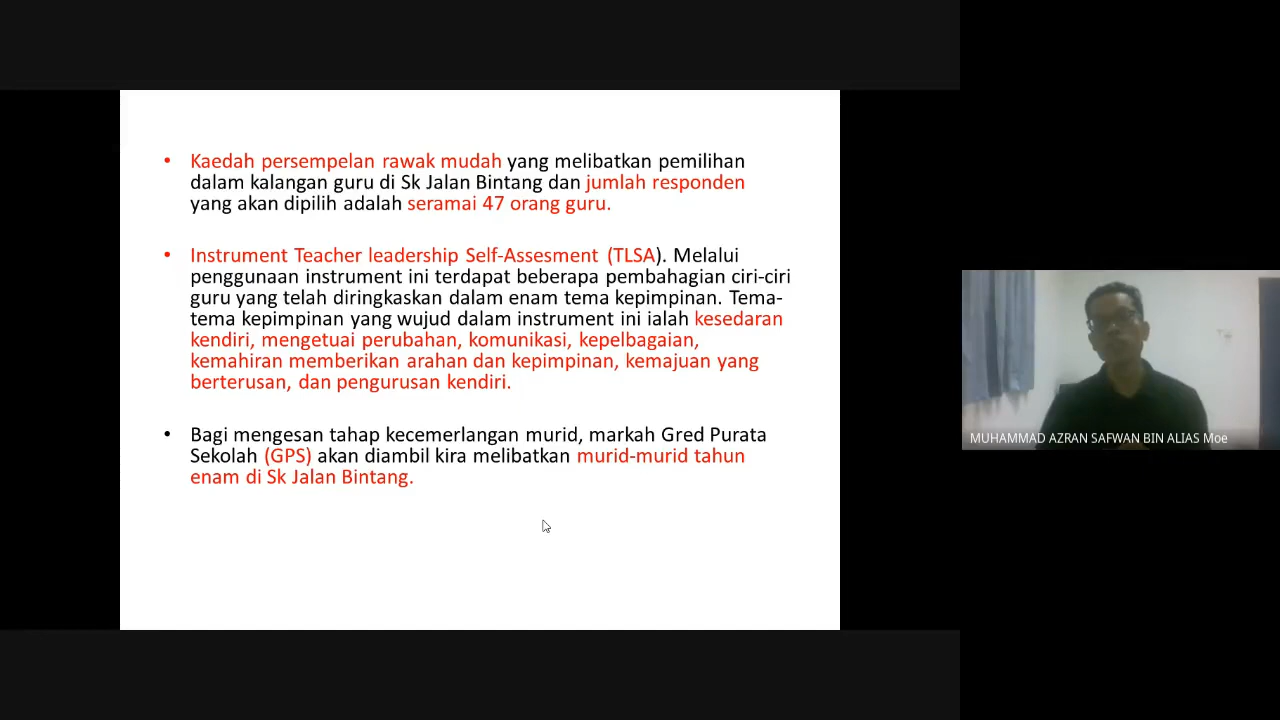 • Kaedah persempelan rawak mudah yang melibatkan pemilihan
dalam kalangan guru di Sk Jalan Bintang dan jumlah responden
yang akan dipilih adalah seramai 47 orang guru.
• Instrument Teacher leadership Self-Assesment (TLSA). Melalui
penggunaan instrument ini terdapat beberapa pembahagian ciri-ciri
guru yang telah diringkaskan dalam enam tema kepimpinan. Tema-
tema kepimpinan yang wujud dalam instrument ini ialah kesedaran
kendiri, mengetuai perubahan, komunikasi, kepelbagaian,
kemahiran memberikan arahan dan kepimpinan, kemajuan yang
berterusan, dan pengurusan kendiri.
• Bagi mengesan tahap kecemerlangan murid, markah Gred Purata
Sekolah (GPS) akan diambil kira melibatkan murid-murid tahun
enam di Sk Jalan Bintang.
MUHAMMAD AZRAN SAFWAN BIN ALIAS Moe